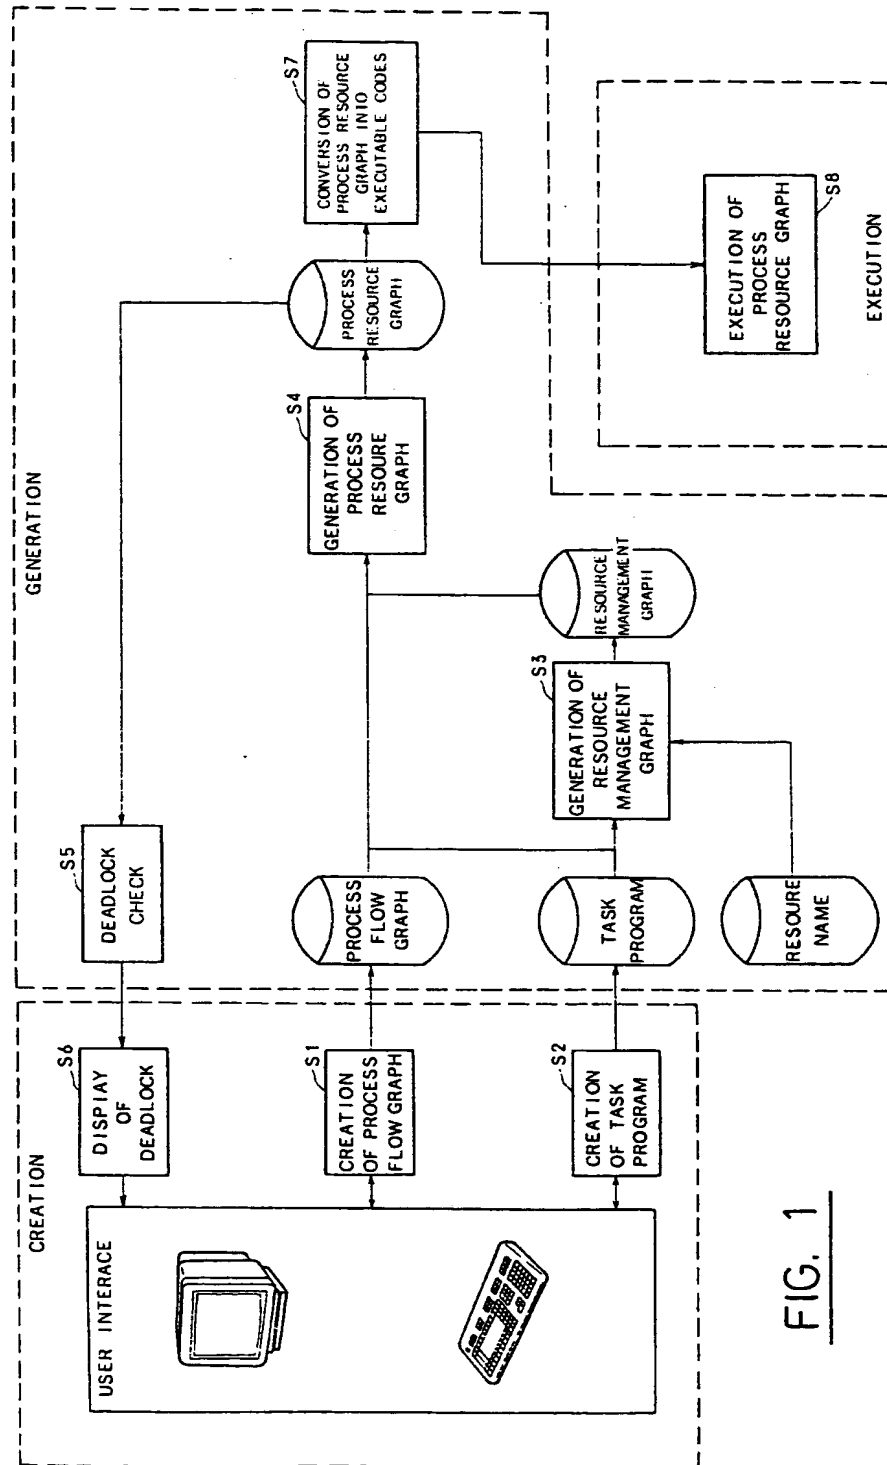 CREATION
USER INTERACE
S6
DISPLAY
OF
DEADLOCK
S1
CREATION
OF PROCESS
FLOW GRAPH
S2
CREATION
OF TASK
PROGRAM
GENERATION
S5
DEADLOCK
CHECK
PROCESS
FLOW
GRAPH
TASK
PROGRAM
RESOURE
NAME
S3
GENERATION OF
RESOURCE
MANAGEMENT
GRAPH
RESOURCE
MANAGEMENT
GRAPH
S4
GENERATION OF
PROCESS
RESOURE
GRAPH
PROCESS
RESOURCE
GRAPH
S7
CONVERSION OF
PROCESS RESOURCE
GRAPH INTO
EXECUTABLE CODES
EXECUTION OF
PROCESS
RESOURCE GRAPH
S8
EXECUTION
FIG. 1